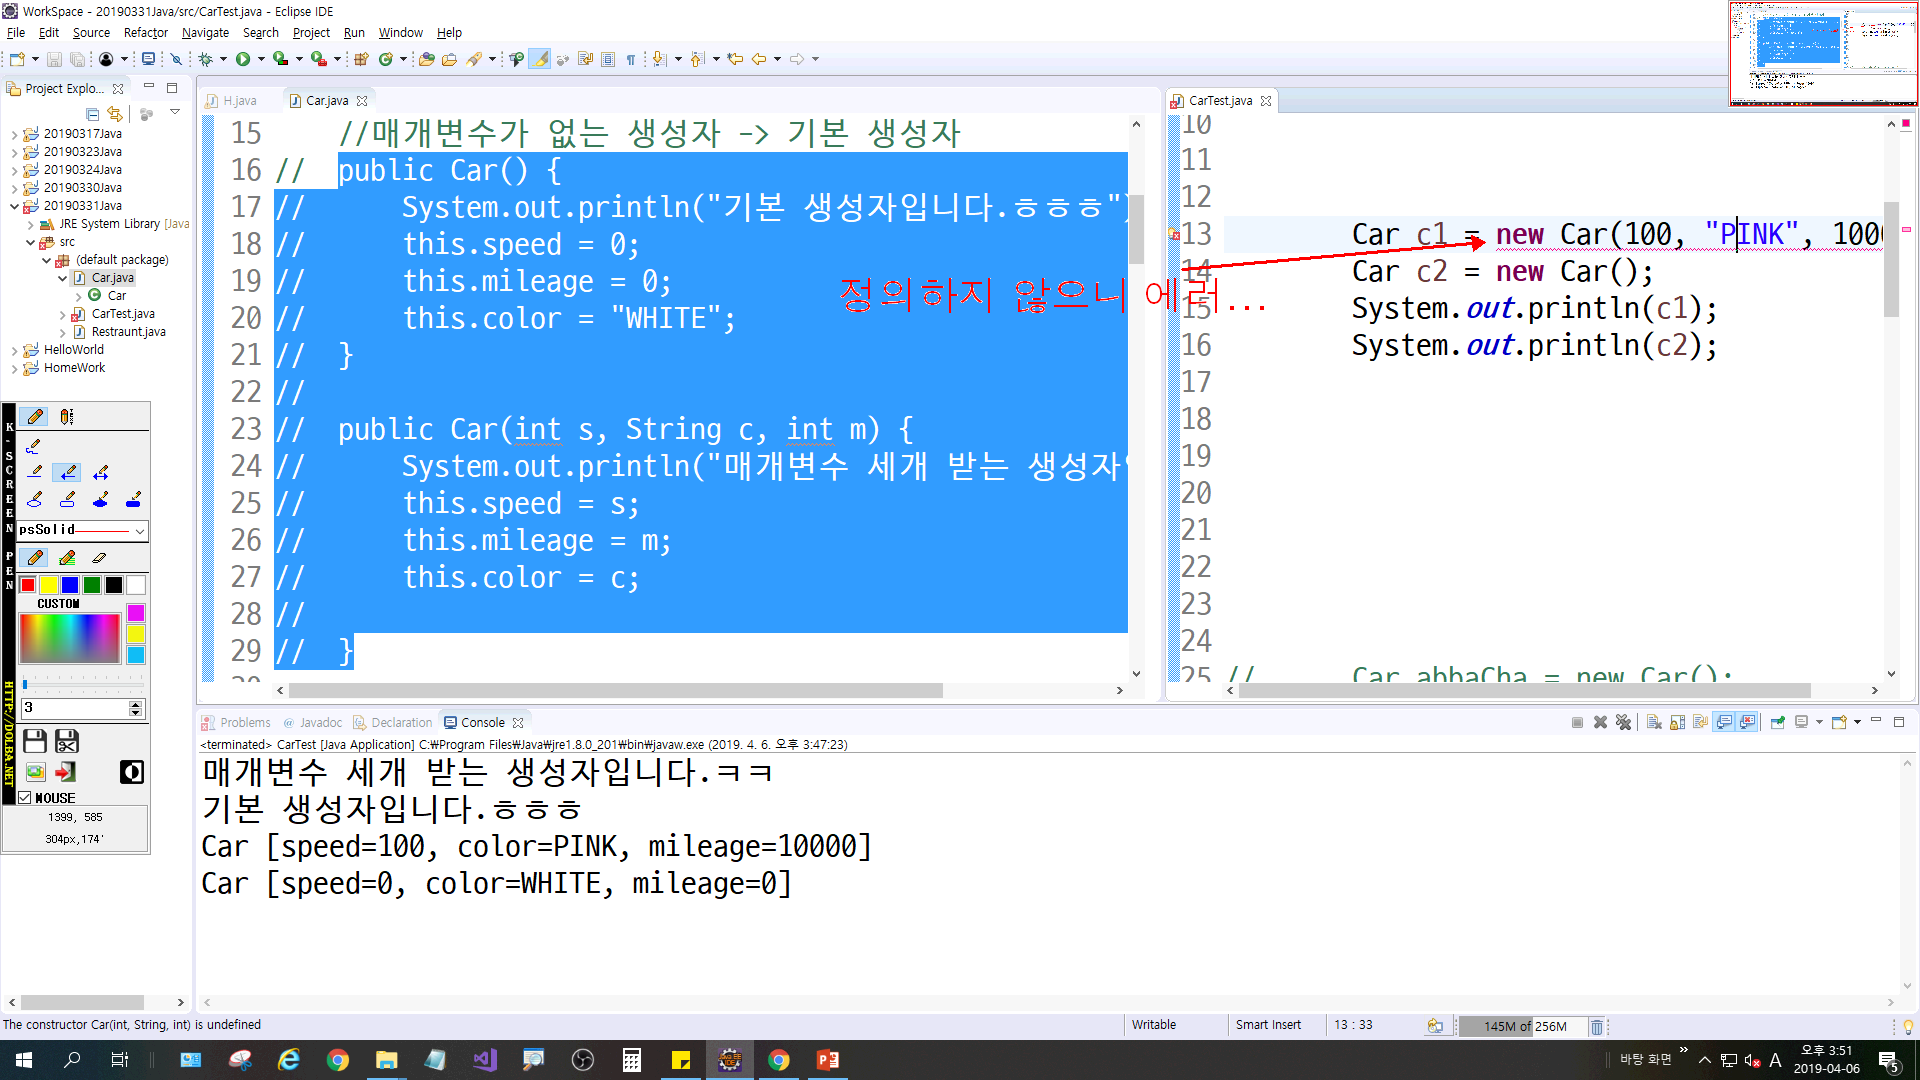 WorkSpace - 20190331Java/src/CarTest.java - Eclipse IDE
File Edit Source Refactor Navigate Search Project Run Window Help
Project Explo...
20190317Java
20190323Java
20190324Java
20190330Java
20190331Java
JRE System Library [Java
src
(default package)
Car.java
Car
CarTest.java
Restraunt.java
HelloWorld
HomeWork
K-SCREEN PEN
HTTP://DOLBA.NET
psSolid
CUSTOM
3
MOUSE
1399, 585
304px,174'
H.java Car.java
15 //매개변수가 없는 생성자 -> 기본 생성자
16 // public Car() {
17 // System.out.println("기본 생성자입니다.ㅎㅎㅎ")
18 // this.speed = 0;
19 // this.mileage = 0;
20 // this.color = "WHITE";
21 // }
22 //
23 // public Car(int s, String c, int m) {
24 // System.out.println("매개변수 세개 받는 생성자
25 // this.speed = s;
26 // this.mileage = m;
27 // this.color = c;
28 //
29 // }
정의하지 않으니 에러...
CarTest.java
10
11
12
13 Car c1 = new Car(100, "PINK", 1000
14 Car c2 = new Car();
15 System.out.println(c1);
16 System.out.println(c2);
17
18
19
20
21
22
23
24
25 // Car abbaCha = new Car();
Problems Javadoc Declaration Console
<terminated> CarTest [Java Application] C:₩Program Files₩Java₩jre1.8.0_201₩bin₩javaw.exe (2019. 4. 6. 오후 3:47:23)
매개변수 세개 받는 생성자입니다.ㅋㅋ
기본 생성자입니다.ㅎㅎㅎ
Car [speed=100, color=PINK, mileage=10000]
Car [speed=0, color=WHITE, mileage=0]
The constructor Car(int, String, int) is undefined
Writable Smart Insert 13 : 33 145M of 256M
바탕 화면
A
오후 3:51
2019-04-06
5